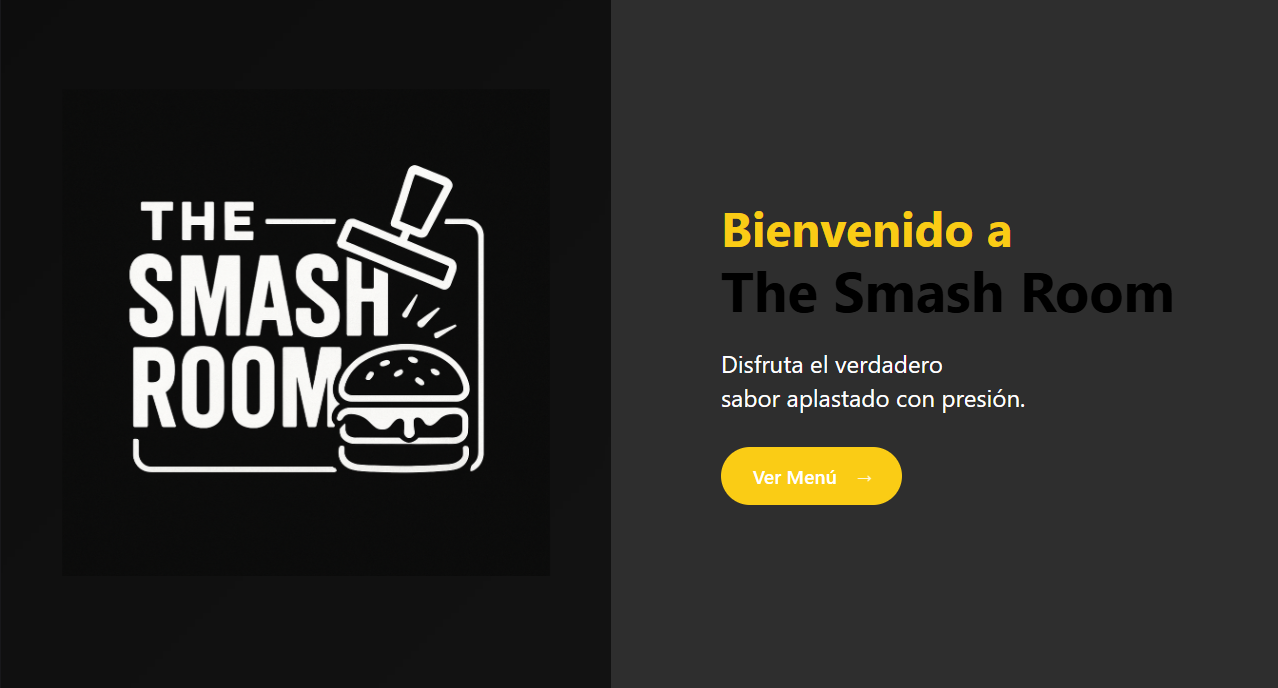 THE
SMASH
ROOM
Bienvenido a
The Smash Room
Disfruta el verdadero
sabor aplastado con presión.
Ver Menú →